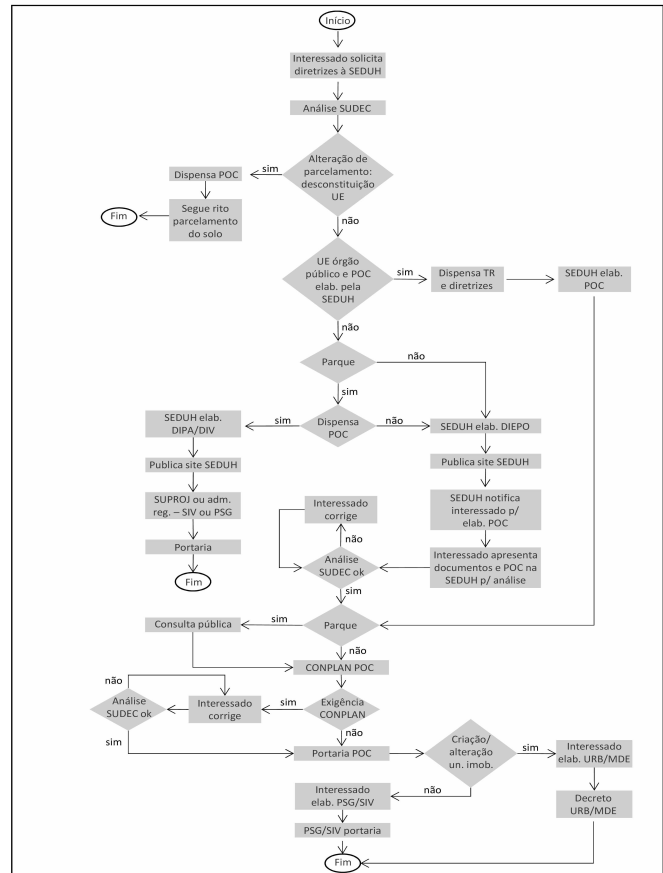 Início
Interessado solicita
diretrizes à SEDUH
Análise SUDEC
Alteração de
parcelamento:
desconstituição
UE
sim
Dispensa POC
Segue rito
parcelamento
do solo
Fim
não
UE órgão
público e POC
elab. pela
SEDUH
sim
Dispensa TR
e diretrizes
SEDUH elab.
POC
não
Parque
não
sim
Dispensa
POC
sim
não
SEDUH elab.
DIPA/DIV
Publica site SEDUH
SUPROJ ou adm.
reg. – SIV ou PSG
Portaria
Fim
SEDUH elab. DIEPO
Publica site SEDUH
SEDUH notifica
interessado p/
elab. POC
Interessado apresenta
documentos e POC na
SEDUH p/ análise
Interessado
corrige
não
Análise
SUDEC ok
sim
Parque
sim
Consulta pública
não
CONPLAN POC
Exigência
CONPLAN
sim
Interessado
corrige
não
Análise
SUDEC ok
sim
não
Portaria POC
Criação/
alteração
un. imob.
sim
Interessado
elab. URB/MDE
Decreto
URB/MDE
não
Interessado
elab. PSG/SIV
PSG/SIV portaria
Fim